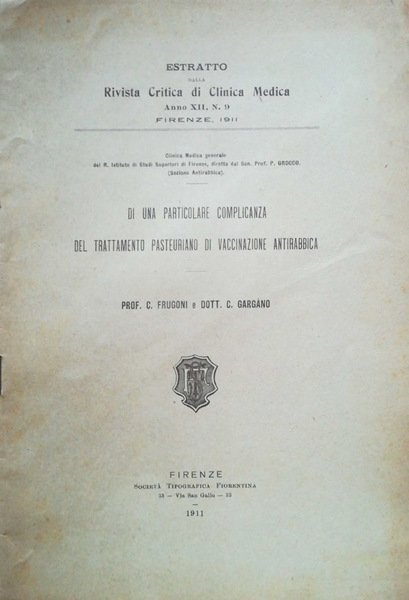 ESTRATTO
DALLA
Rivista Critica di Clinica Medica
Anno XII, N. 9
FIRENZE, 1911
Clinica Medica generale
del R. Istituto di Studi Superiori di Firenze, diretta dal Sen. Prof. P. GROCCO.
(Sezione Antirabbica).
DI UNA PARTICOLARE COMPLICANZA
DEL TRATTAMENTO PASTEURIANO DI VACCINAZIONE ANTIRABBICA
PROF. C. FRUGONI e DOTT. C. GARGANO
FIRENZE
SOCIETÀ TIPOGRAFICA FIORENTINA
33 — Via San Gallo — 33
1911